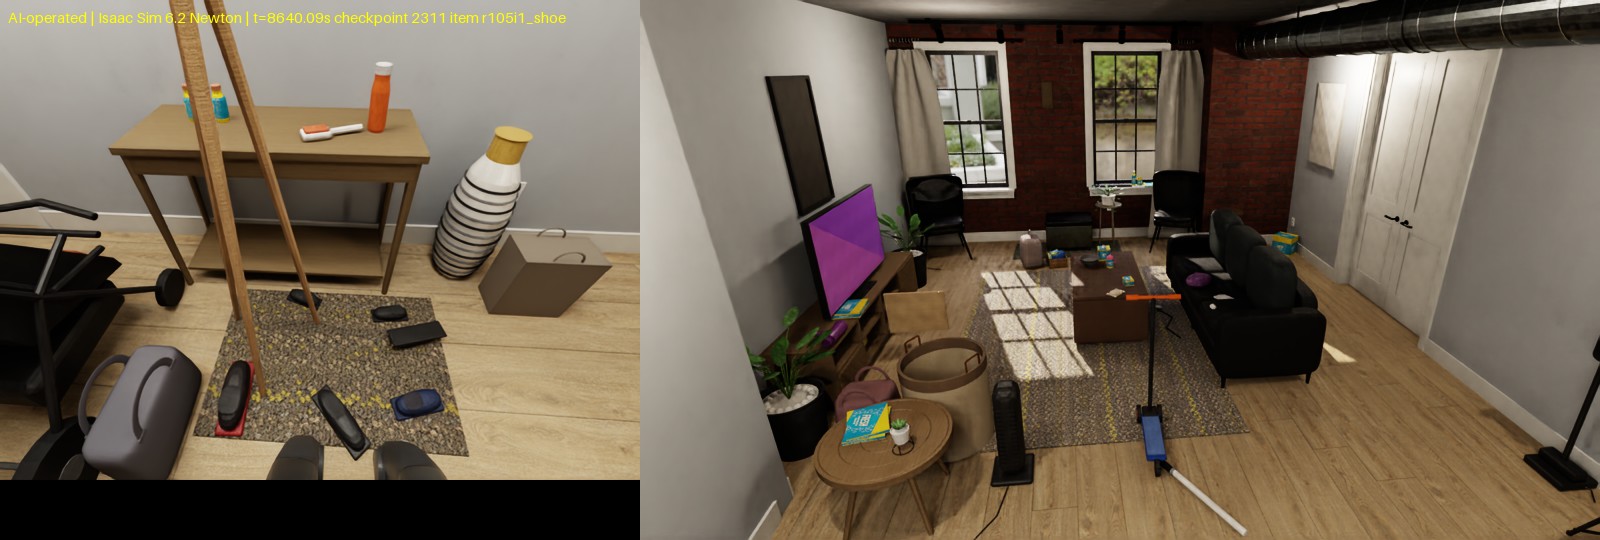 AI-operated | Isaac Sim 6.2 Newton | t=8640.09s checkpoint 2311 item r105i1_shoe